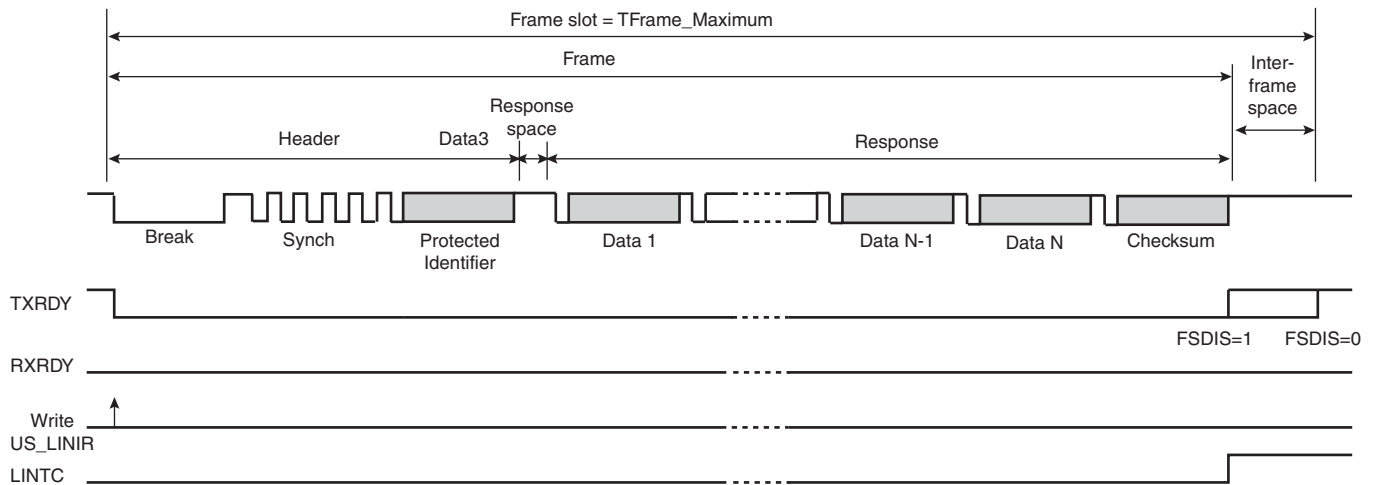 Frame slot = TFrame_Maximum
Frame
Inter-
frame
space
Response
space
Header
Data3
Response
Break
Synch
Protected
Identifier
Data 1
Data N-1
Data N
Checksum
TXRDY
FSDIS=1
FSDIS=0
RXRDY
Write
US_LINIR
LINTC